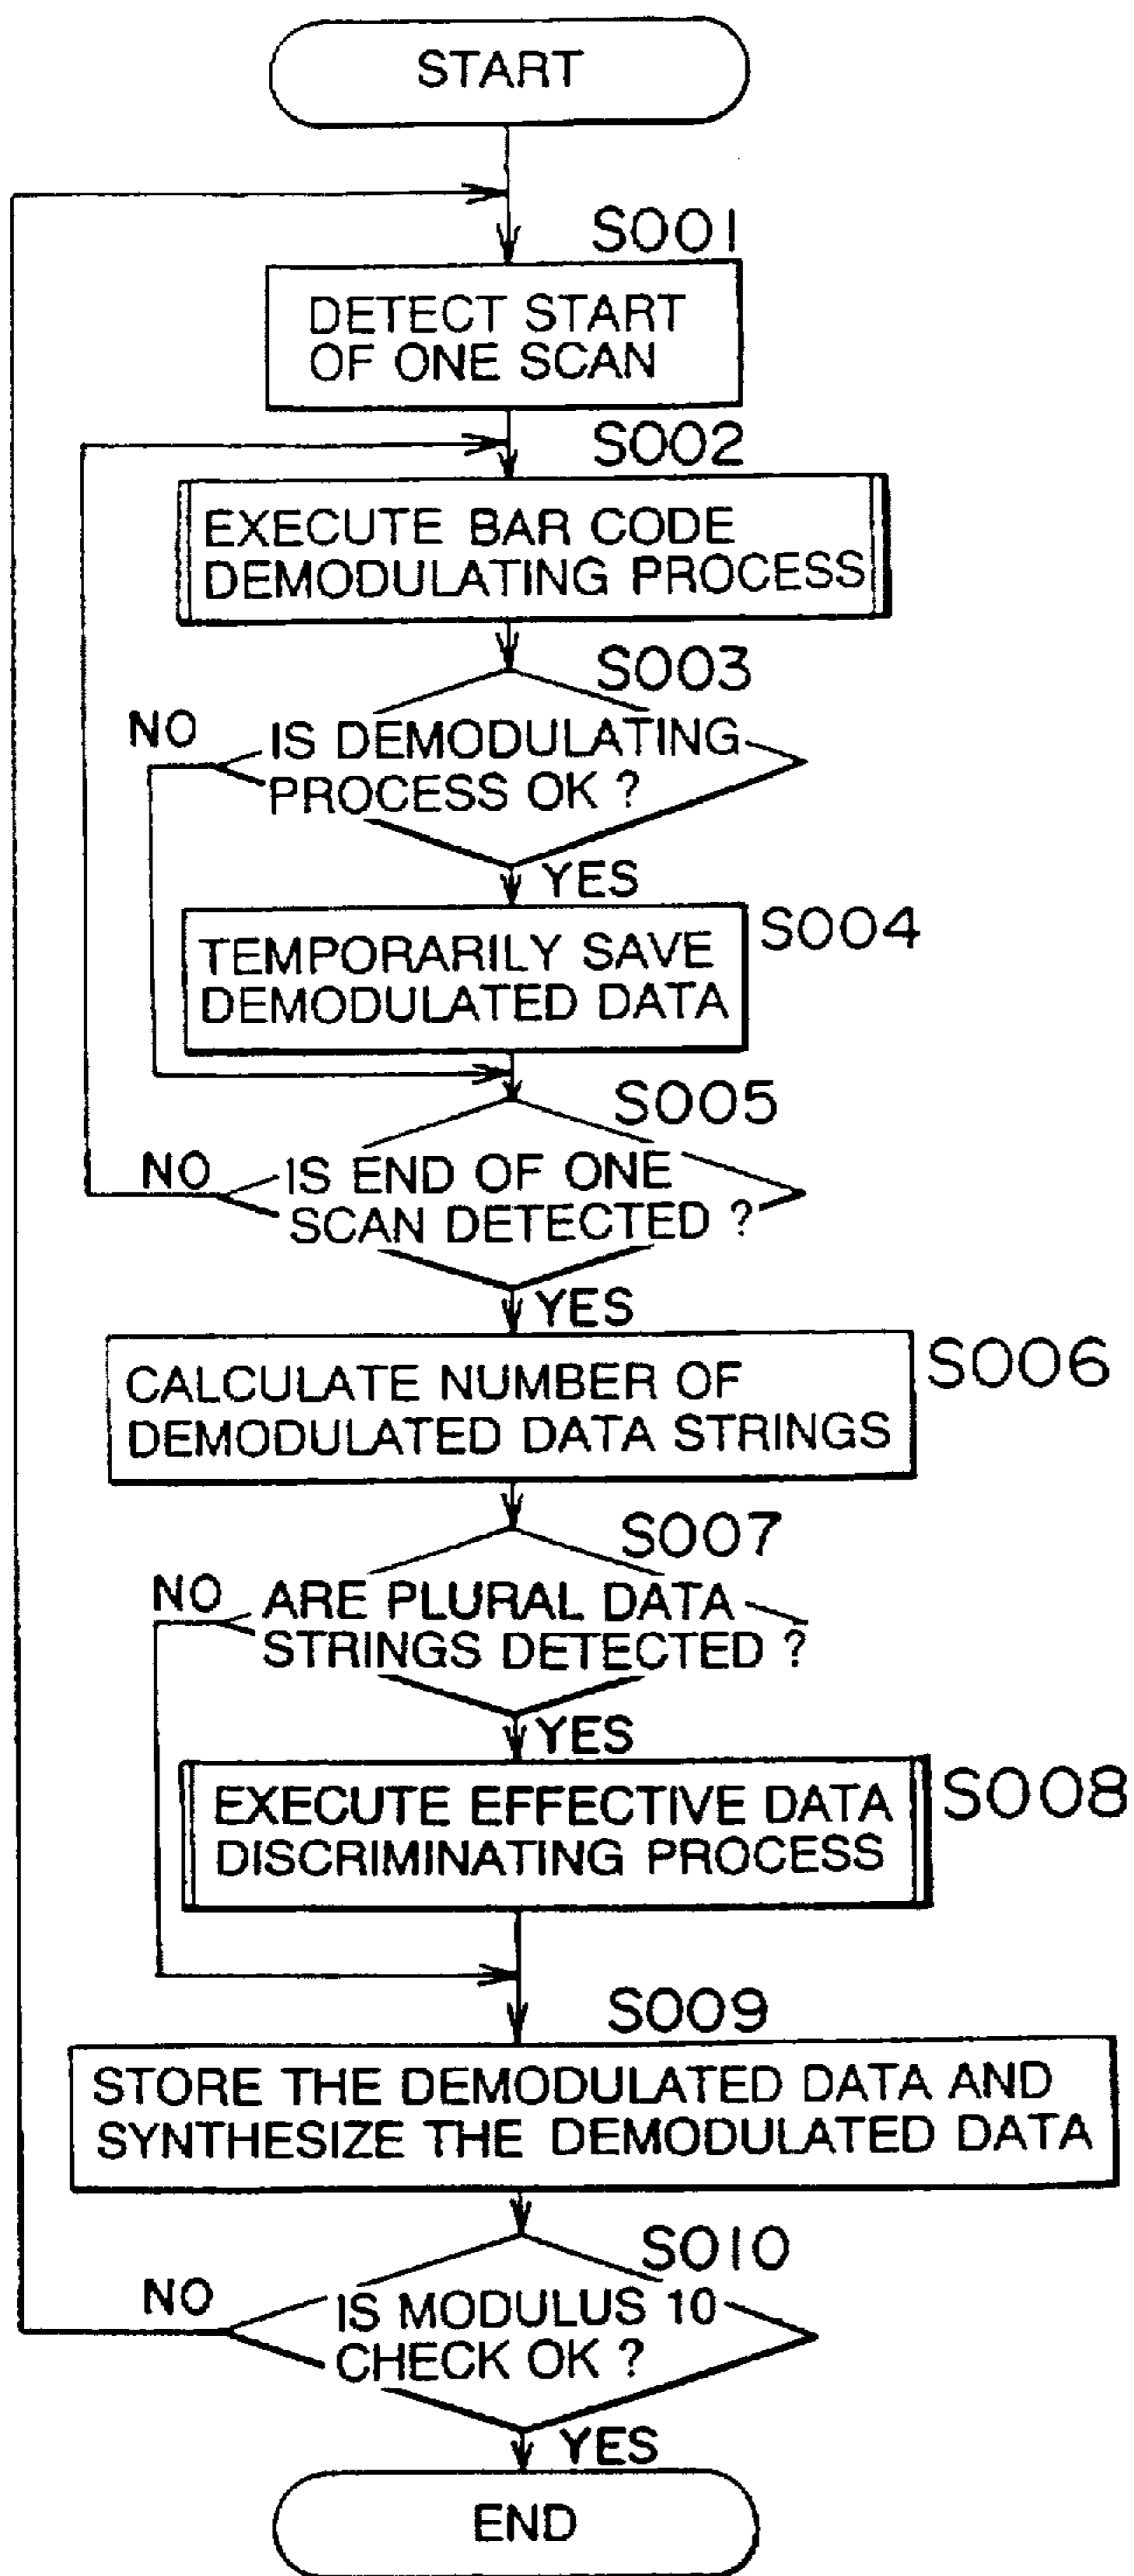 START
S001
DETECT START
OF ONE SCAN
S002
EXECUTE BAR CODE
DEMODULATING PROCESS
S003
NO
IS DEMODULATING
PROCESS OK ?
YES
S004
TEMPORARILY SAVE
DEMODULATED DATA
S005
NO
IS END OF ONE
SCAN DETECTED ?
YES
S006
CALCULATE NUMBER OF
DEMODULATED DATA STRINGS
S007
NO
ARE PLURAL DATA
STRINGS DETECTED ?
YES
S008
EXECUTE EFFECTIVE DATA
DISCRIMINATING PROCESS
S009
STORE THE DEMODULATED DATA AND
SYNTHESIZE THE DEMODULATED DATA
S010
NO
IS MODULUS 10
CHECK OK ?
YES
END